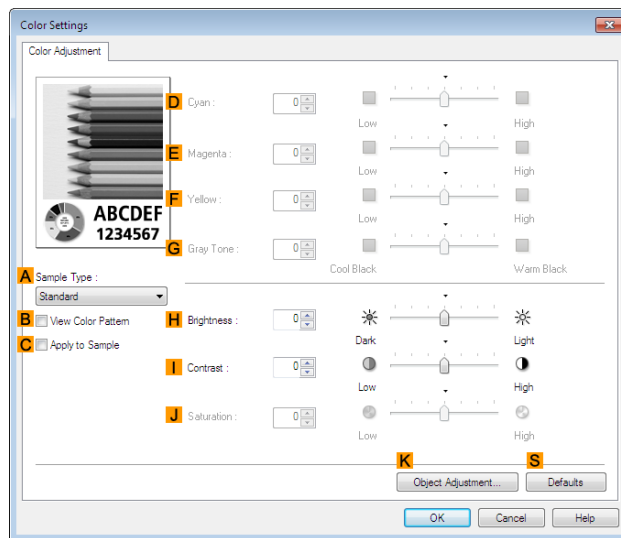 Color Settings
Color Adjustment
D Cyan : 0
Low High
E Magenta : 0
Low High
F Yellow : 0
Low High
G Gray Tone : 0
Cool Black Warm Black
ABCDEF
1234567
A Sample Type :
Standard
B View Color Pattern
C Apply to Sample
H Brightness : 0
Dark Light
I Contrast : 0
Low High
J Saturation : 0
Low High
K S
Object Adjustment... Defaults
OK Cancel Help